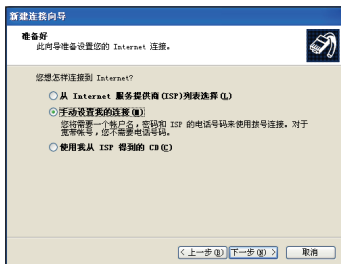 新建连接向导
准备好
此向导准备设置您的 Internet 连接。
您想怎样连接到 Internet?
从 Internet 服务提供商(ISP)列表选择(L)
手动设置我的连接(M)
您将需要一个帐户名，密码和 ISP 的电话号码来使用拨号连接。对于
宽带帐号，您不需要电话号码。
使用我从 ISP 得到的 CD(C)
< 上一步(B) 下一步(N) > 取消